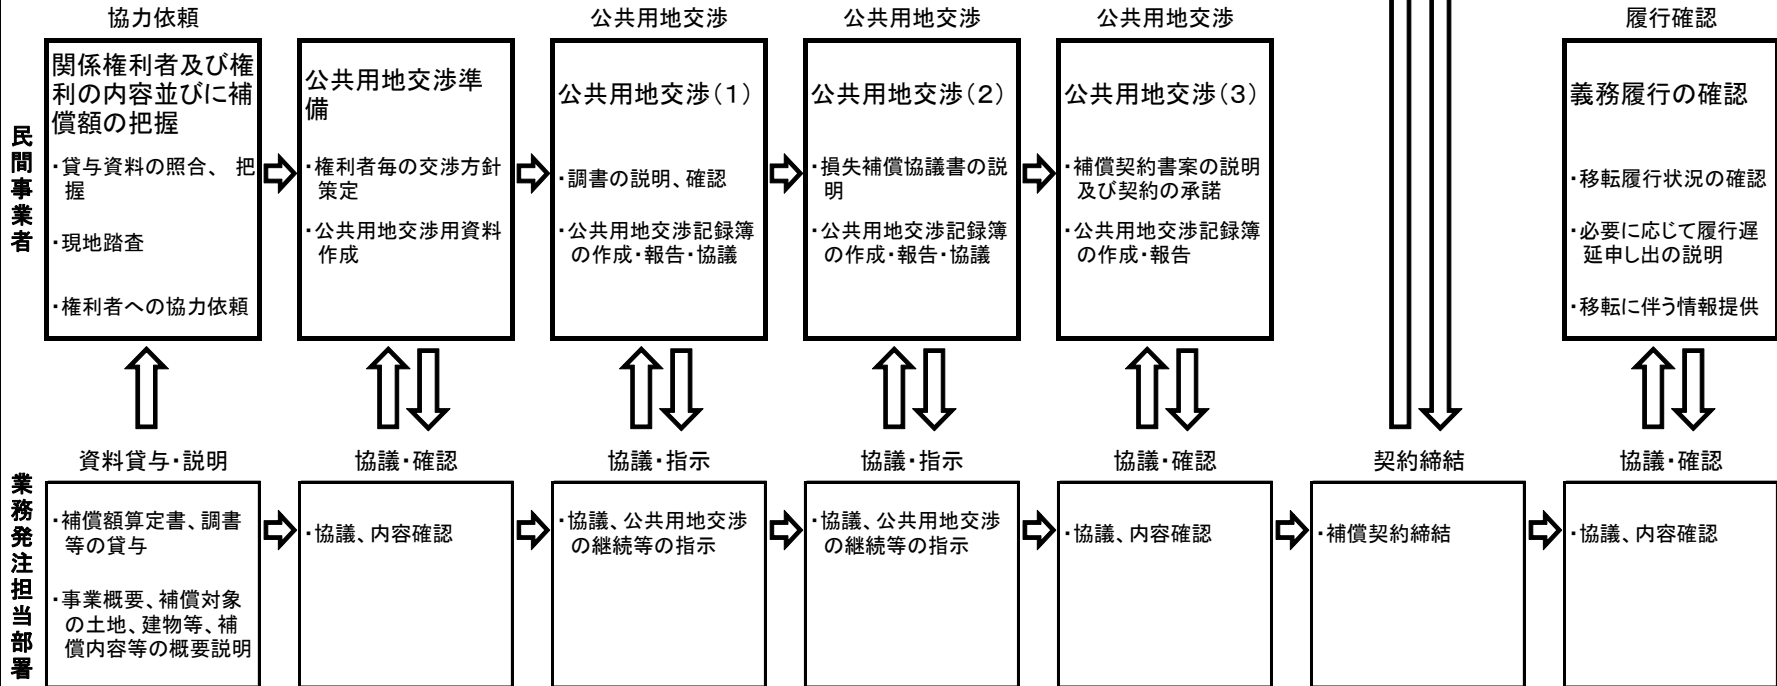 協力依頼
公共用地交渉
公共用地交渉
公共用地交渉
履行確認
民間事業者
関係権利者及び権
利の内容並びに補
償額の把握
・貸与資料の照合、 把
握
・現地踏査
・権利者への協力依頼
公共用地交渉準
備
・権利者毎の交渉方針
策定
・公共用地交渉用資料
作成
公共用地交渉(1)
・調書の説明、確認
・公共用地交渉記録簿
の作成・報告・協議
公共用地交渉(2)
・損失補償協議書の説
明
・公共用地交渉記録簿
の作成・報告・協議
公共用地交渉(3)
・補償契約書案の説明
及び契約の承諾
・公共用地交渉記録簿
の作成・報告
義務履行の確認
・移転履行状況の確認
・必要に応じて履行遅
延申し出の説明
・移転に伴う情報提供
業務発注担当部署
資料貸与・説明
・補償額算定書、調書
等の貸与
・事業概要、補償対象
の土地、建物等、補
償内容等の概要説明
協議・確認
・協議、内容確認
協議・指示
・協議、公共用地交渉
の継続等の指示
協議・指示
・協議、公共用地交渉
の継続等の指示
協議・確認
・協議、内容確認
契約締結
・補償契約締結
協議・確認
・協議、内容確認